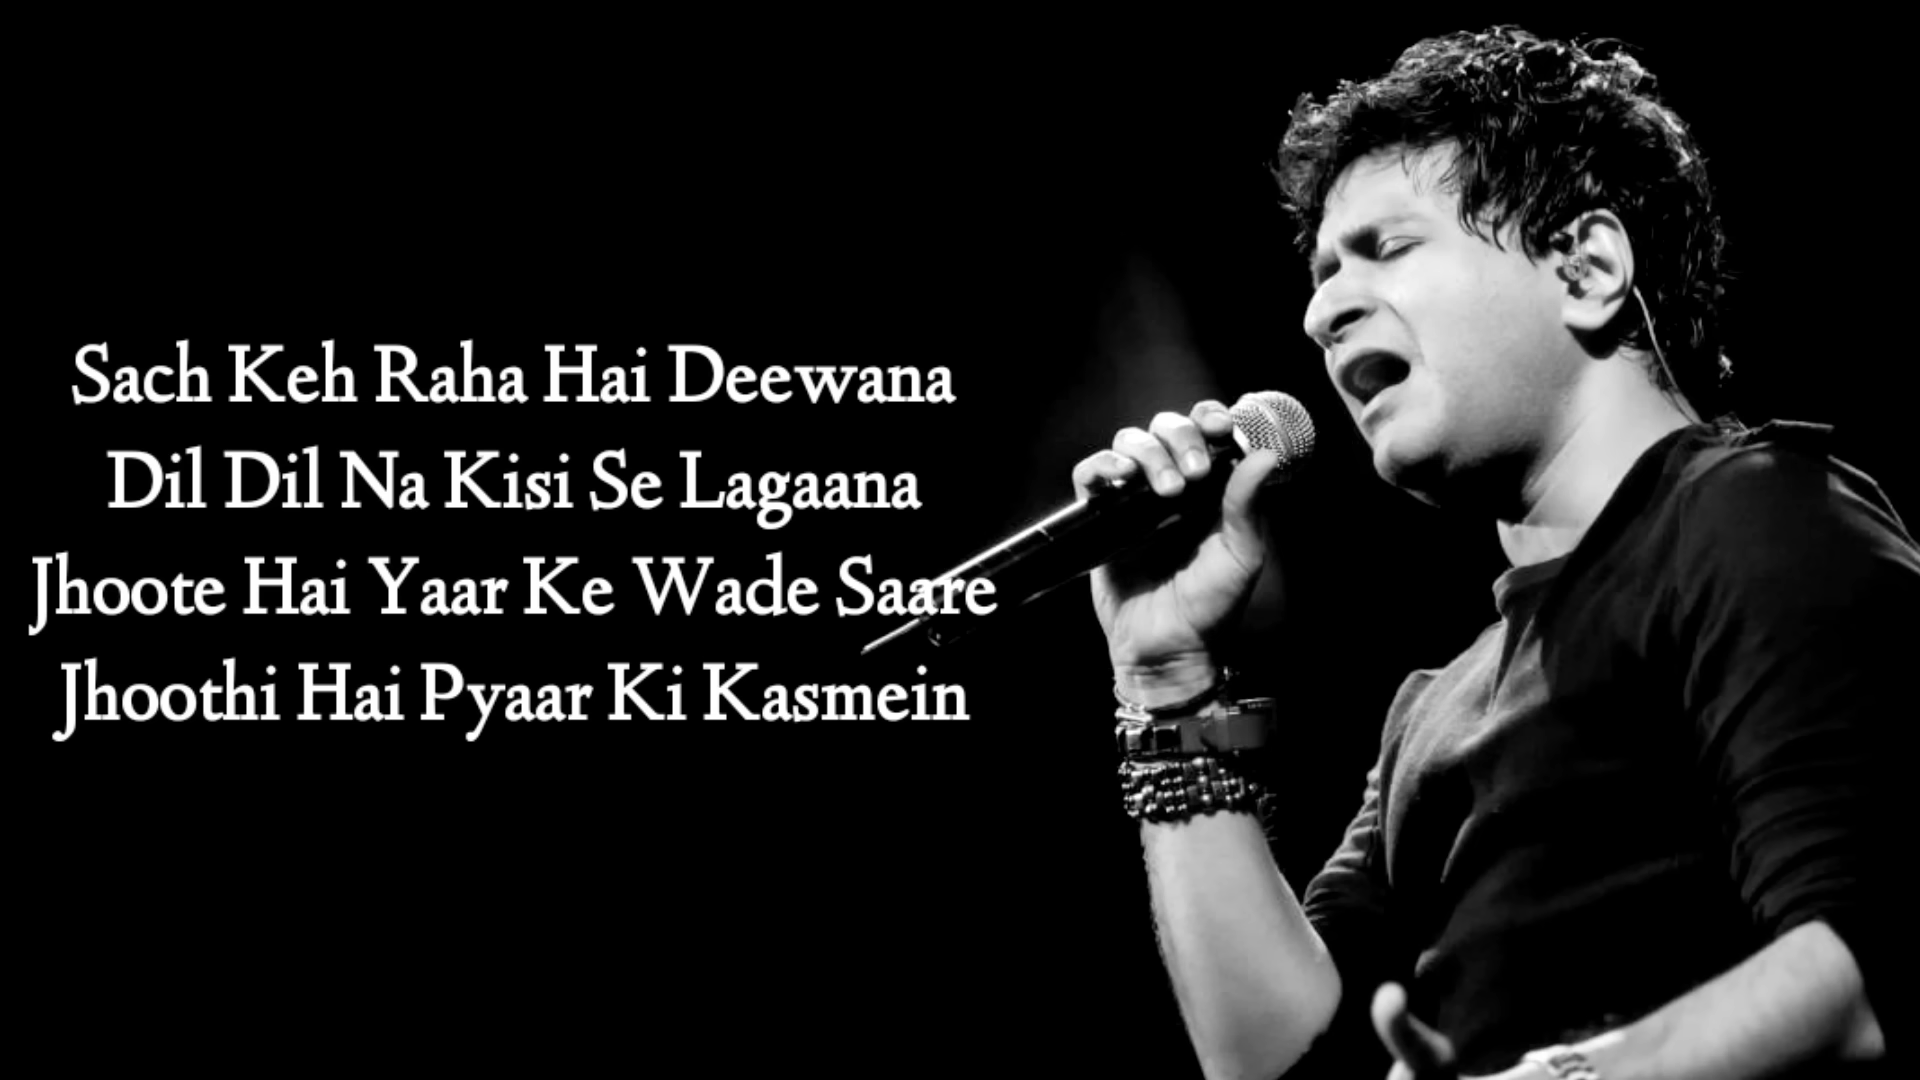 Sach Keh Raha Hai Deewana
Dil Dil Na Kisi Se Lagaana
Jhoote Hai Yaar Ke Wade Saare
Jhoothi Hai Pyaar Ki Kasmein